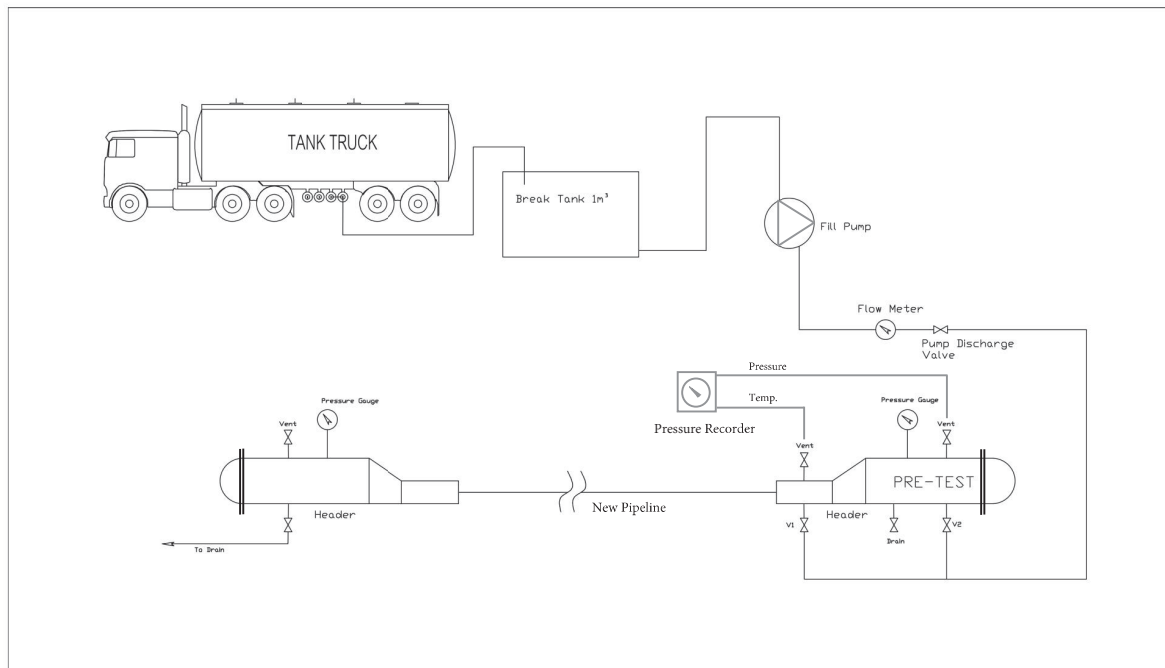 TANK TRUCK
Break Tank 1m³
Fill Pump
Flow Meter
Pump Discharge
Valve
Pressure
Temp.
Pressure Recorder
Pressure Gauge
Vent
Pressure Gauge
Vent
Vent
PRE-TEST
New Pipeline
Header
Header
V1
V2
Drain
To Drain